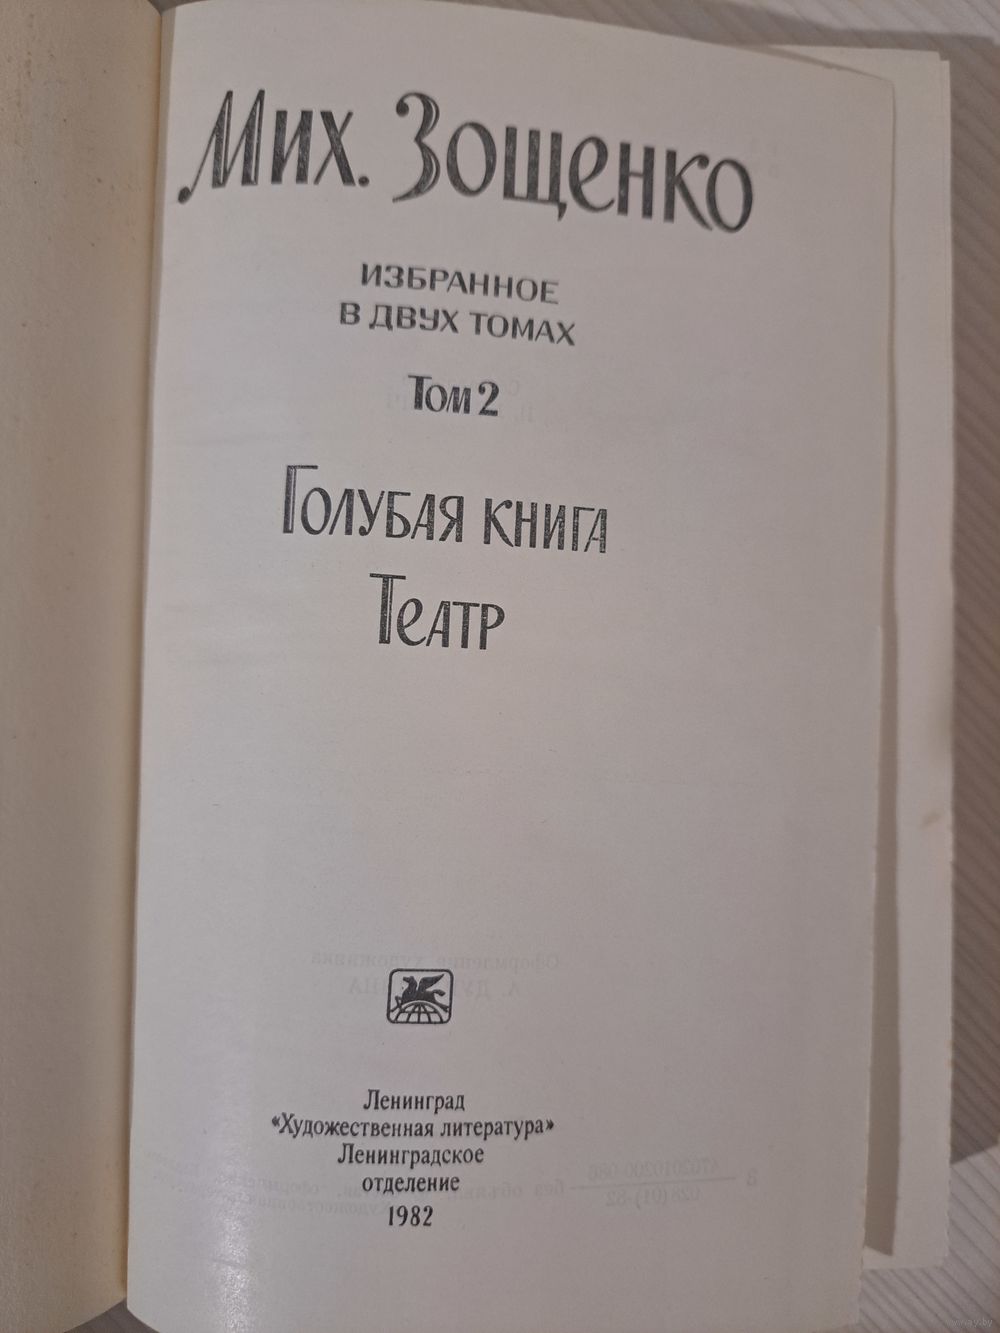 Мих. Зощенко
ИЗБРАННОЕ
В ДВУХ ТОМАХ
Том 2
Голубая книга
Театр
Ленинград
«Художественная литература»
Ленинградское
отделение
1982